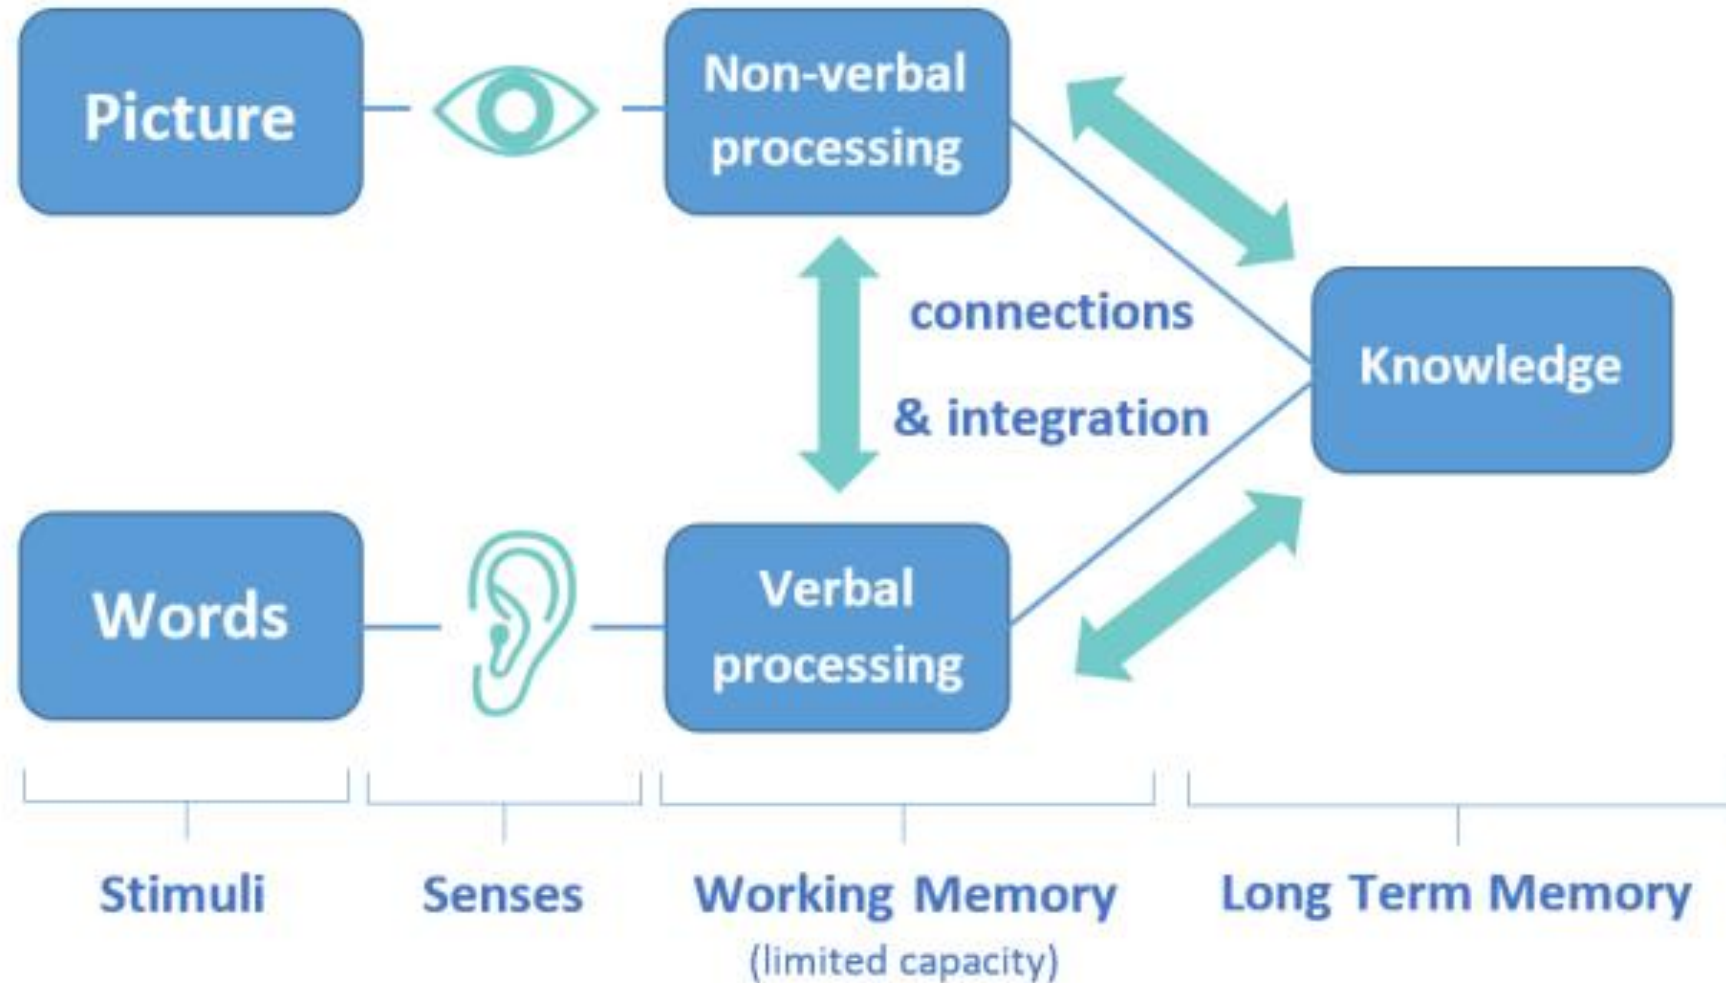 Picture
Non-verbal
processing
connections
& integration
Knowledge
Words
Verbal
processing
Stimuli
Senses
Working Memory
(limited capacity)
Long Term Memory